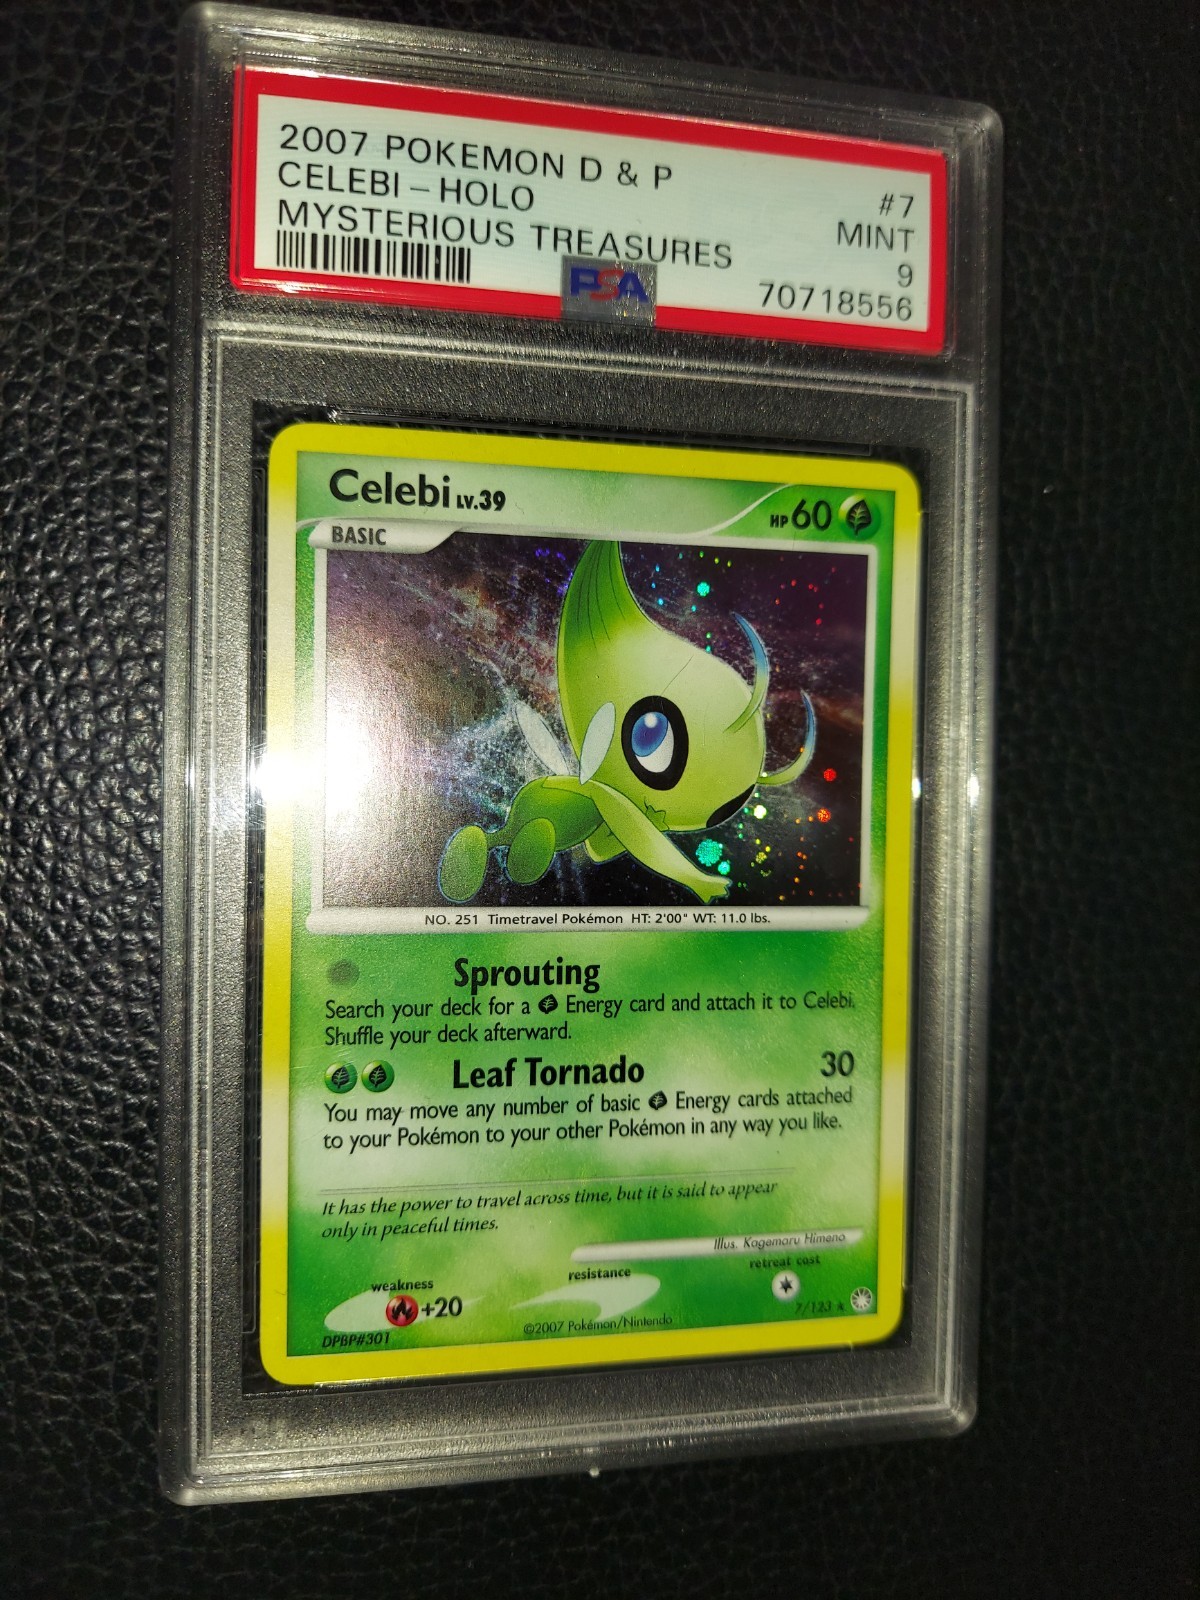 2007 POKEMON D & P
#7
CELEBI – HOLO
MINT
MYSTERIOUS TREASURES
9
PSA
70718556
Celebi LV.39
HP 60
BASIC
NO. 251 Timetravel Pokémon HT: 2'00" WT: 11.0 lbs.
Sprouting
Search your deck for a Energy card and attach it to Celebi.
Shuffle your deck afterward.
Leaf Tornado 30
You may move any number of basic Energy cards attached
to your Pokémon to your other Pokémon in any way you like.
It has the power to travel across time, but it is said to appear
only in peaceful times.
Illus. Kagemaru Himeno
weakness
resistance
retreat cost
+20
7/123
©2007 Pokémon/Nintendo
DPBP#301